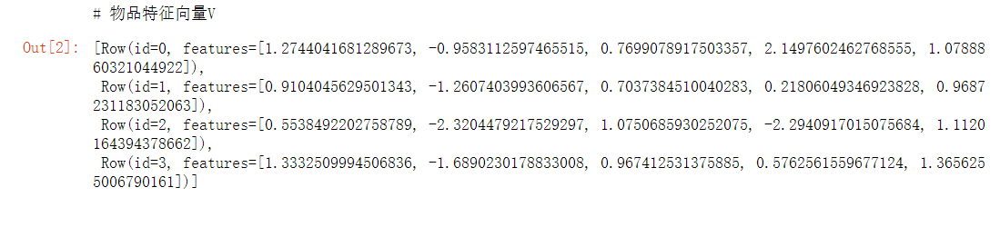 # 物品特征向量V
Out[2]: [Row(id=0, features=[1.2744041681289673, -0.9583112597465515, 0.7699078917503357, 2.1497602462768555, 1.07888
60321044922]),
Row(id=1, features=[0.9104045629501343, -1.2607403993606567, 0.7037384510040283, 0.21806049346923828, 0.9687
231183052063]),
Row(id=2, features=[0.5538492202758789, -2.3204479217529297, 1.0750685930252075, -2.2940917015075684, 1.1120
164394378662]),
Row(id=3, features=[1.3332509994506836, -1.6890230178833008, 0.967412531375885, 0.5762561559677124, 1.365625
5006790161])]